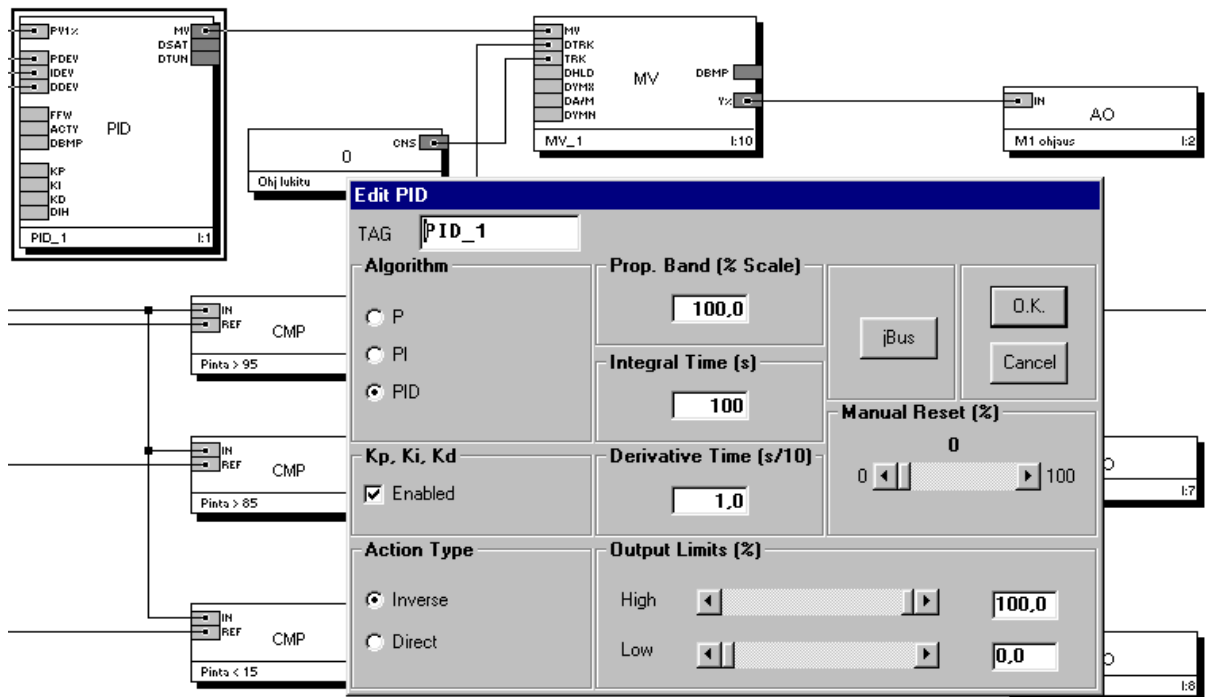 PV1%
PDEV
IDEV
DDEV
FFW
ACTY
DBMP
KP
KI
KD
DIH
PID
MV
DSAT
DTUN
PID_1 I:1
0
CNS
Ohj lukitu
MV
DTRK
TRK
DHLD
DYMX
DA/M
DYMN
MV
DBMP
Y%
MV_1 I:10
IN
AO
M1 ohjaus I:2
Edit PID
TAG PID_1
Algorithm
P
PI
PID
Prop. Band (% Scale)
100,0
Integral Time (s)
100
Derivative Time (s/10)
1,0
jBus
O.K.
Cancel
Manual Reset (%)
0
0 100
Kp, Ki, Kd
Enabled
Action Type
Inverse
Direct
Output Limits (%)
High 100,0
Low 0,0
IN
REF
CMP
Pinta > 95
IN
REF
CMP
Pinta > 85
IN
REF
CMP
Pinta < 15
O
I:7
O
I:8